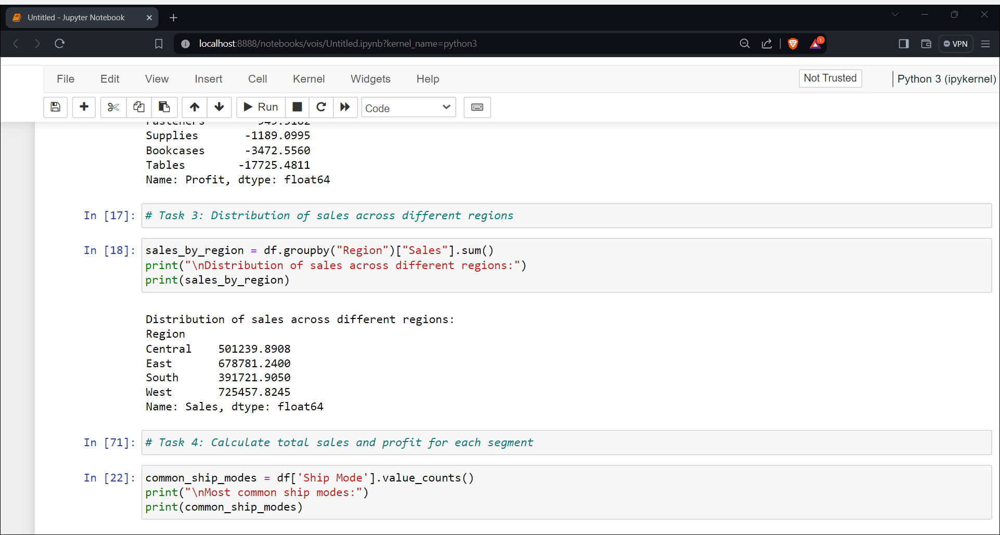 Untitled - Jupyter Notebook
localhost:8888/notebooks/vois/Untitled.ipynb?kernel_name=python3
1
VPN
File Edit View Insert Cell Kernel Widgets Help
Not Trusted
Python 3 (ipykernel)
Run
Code
Fasteners 949.5182
Supplies -1189.0995
Bookcases -3472.5560
Tables -17725.4811
Name: Profit, dtype: float64
In [17]: # Task 3: Distribution of sales across different regions
In [18]: sales_by_region = df.groupby("Region")["Sales"].sum()
print("\nDistribution of sales across different regions:")
print(sales_by_region)
Distribution of sales across different regions:
Region
Central 501239.8908
East 678781.2400
South 391721.9050
West 725457.8245
Name: Sales, dtype: float64
In [71]: # Task 4: Calculate total sales and profit for each segment
In [22]: common_ship_modes = df['Ship Mode'].value_counts()
print("\nMost common ship modes:")
print(common_ship_modes)